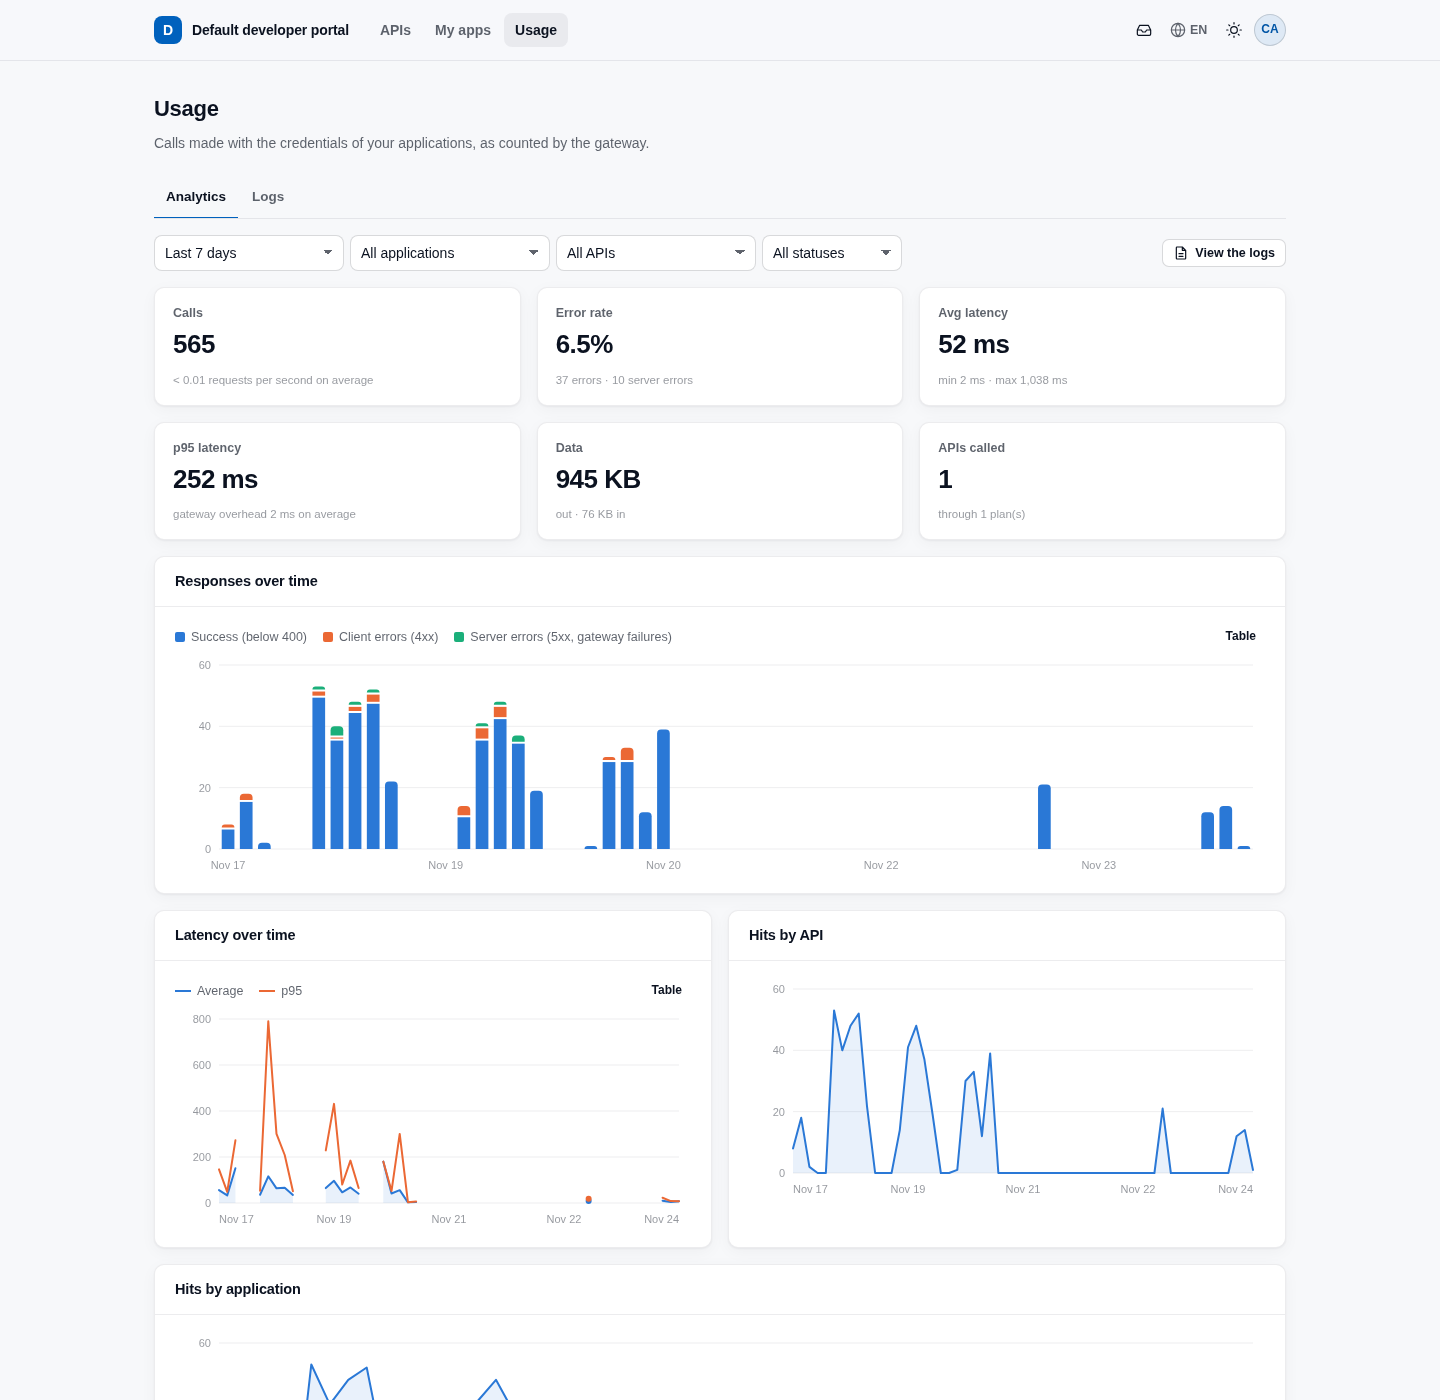 D Default developer portal APIs My apps Usage EN CA
Usage
Calls made with the credentials of your applications, as counted by the gateway.
Analytics Logs
Last 7 days All applications All APIs All statuses View the logs
Calls Error rate Avg latency
565 6.5% 52 ms
< 0.01 requests per second on average 37 errors · 10 server errors min 2 ms · max 1,038 ms
p95 latency Data APIs called
252 ms 945 KB 1
gateway overhead 2 ms on average out · 76 KB in through 1 plan(s)
Responses over time
Success (below 400) Client errors (4xx) Server errors (5xx, gateway failures) Table
60
40
20
0
Nov 17 Nov 19 Nov 20 Nov 22 Nov 23
Latency over time
Average p95 Table
800
600
400
200
0
Nov 17 Nov 19 Nov 21 Nov 22 Nov 24
Hits by API
60
40
20
0
Nov 17 Nov 19 Nov 21 Nov 22 Nov 24
Hits by application
60